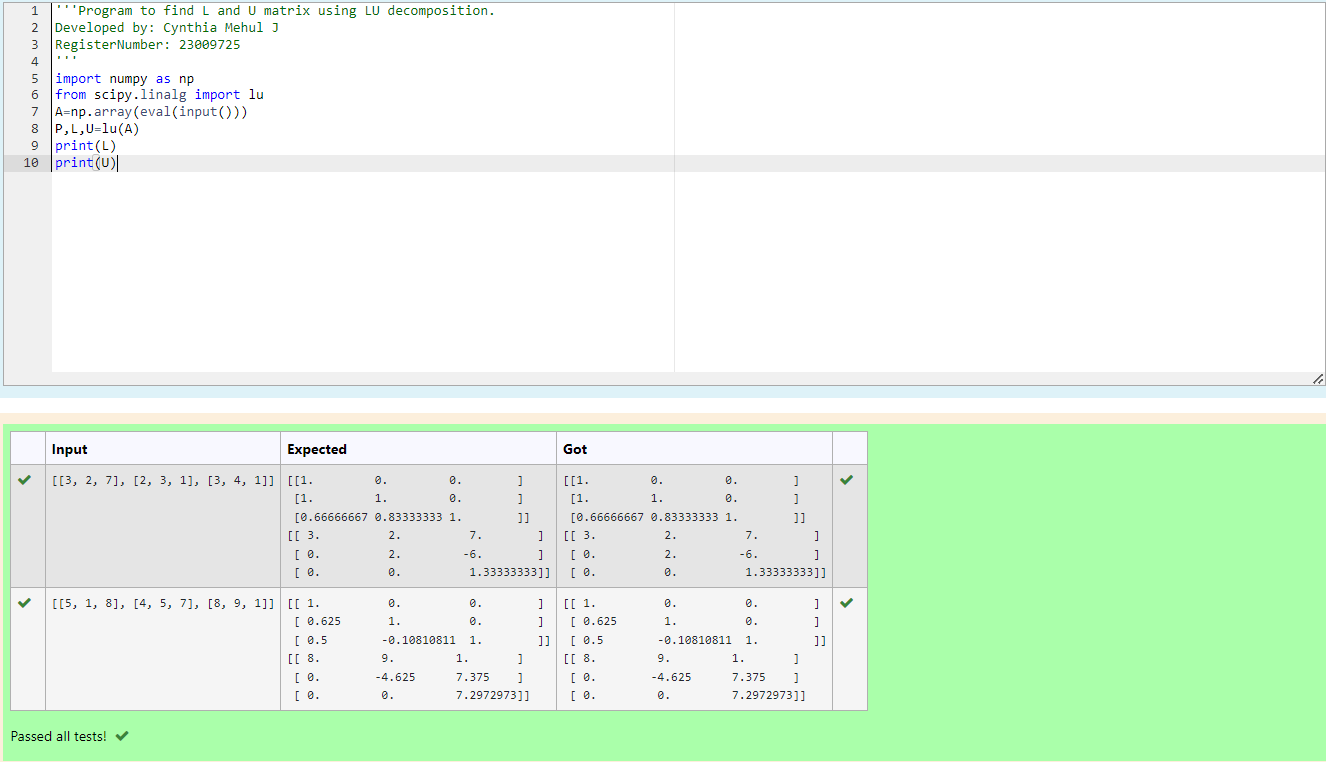 1 '''Program to find L and U matrix using LU decomposition.
2 Developed by: Cynthia Mehul J
3 RegisterNumber: 23009725
4 '''
5 import numpy as np
6 from scipy.linalg import lu
7 A=np.array(eval(input()))
8 P,L,U=lu(A)
9 print(L)
10 print(U)
Input Expected Got
[[3, 2, 7], [2, 3, 1], [3, 4, 1]] [[1. 0. 0. ] [[1. 0. 0. ]
[1. 1. 0. ] [1. 1. 0. ]
[0.66666667 0.83333333 1. ]] [0.66666667 0.83333333 1. ]]
[[ 3. 2. 7. ] [[ 3. 2. 7. ]
[ 0. 2. -6. ] [ 0. 2. -6. ]
[ 0. 0. 1.33333333]] [ 0. 0. 1.33333333]]
[[5, 1, 8], [4, 5, 7], [8, 9, 1]] [[ 1. 0. 0. ] [[ 1. 0. 0. ]
[ 0.625 1. 0. ] [ 0.625 1. 0. ]
[ 0.5 -0.10810811 1. ]] [ 0.5 -0.10810811 1. ]]
[[ 8. 9. 1. ] [[ 8. 9. 1. ]
[ 0. -4.625 7.375 ] [ 0. -4.625 7.375 ]
[ 0. 0. 7.2972973]] [ 0. 0. 7.2972973]]
Passed all tests!